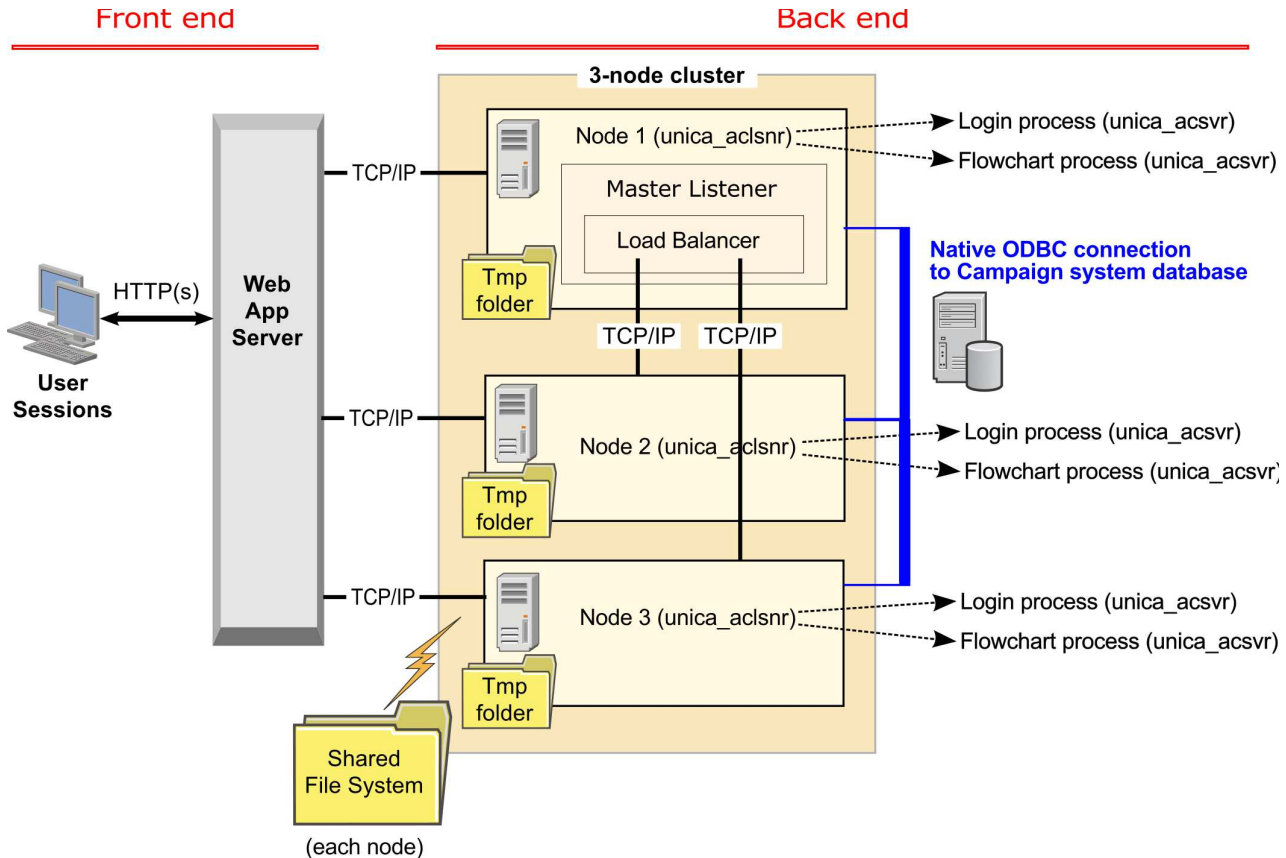 Front end
Back end
3-node cluster
Node 1 (unica_aclsnr)
Login process (unica_acsvr)
Flowchart process (unica_acsvr)
TCP/IP
Master Listener
Load Balancer
Tmp
folder
Native ODBC connection
to Campaign system database
HTTP(s)
Web
App
Server
User
Sessions
TCP/IP
TCP/IP
TCP/IP
Node 2 (unica_aclsnr)
Login process (unica_acsvr)
Flowchart process (unica_acsvr)
Tmp
folder
TCP/IP
Node 3 (unica_aclsnr)
Login process (unica_acsvr)
Flowchart process (unica_acsvr)
Tmp
folder
Shared
File System
(each node)